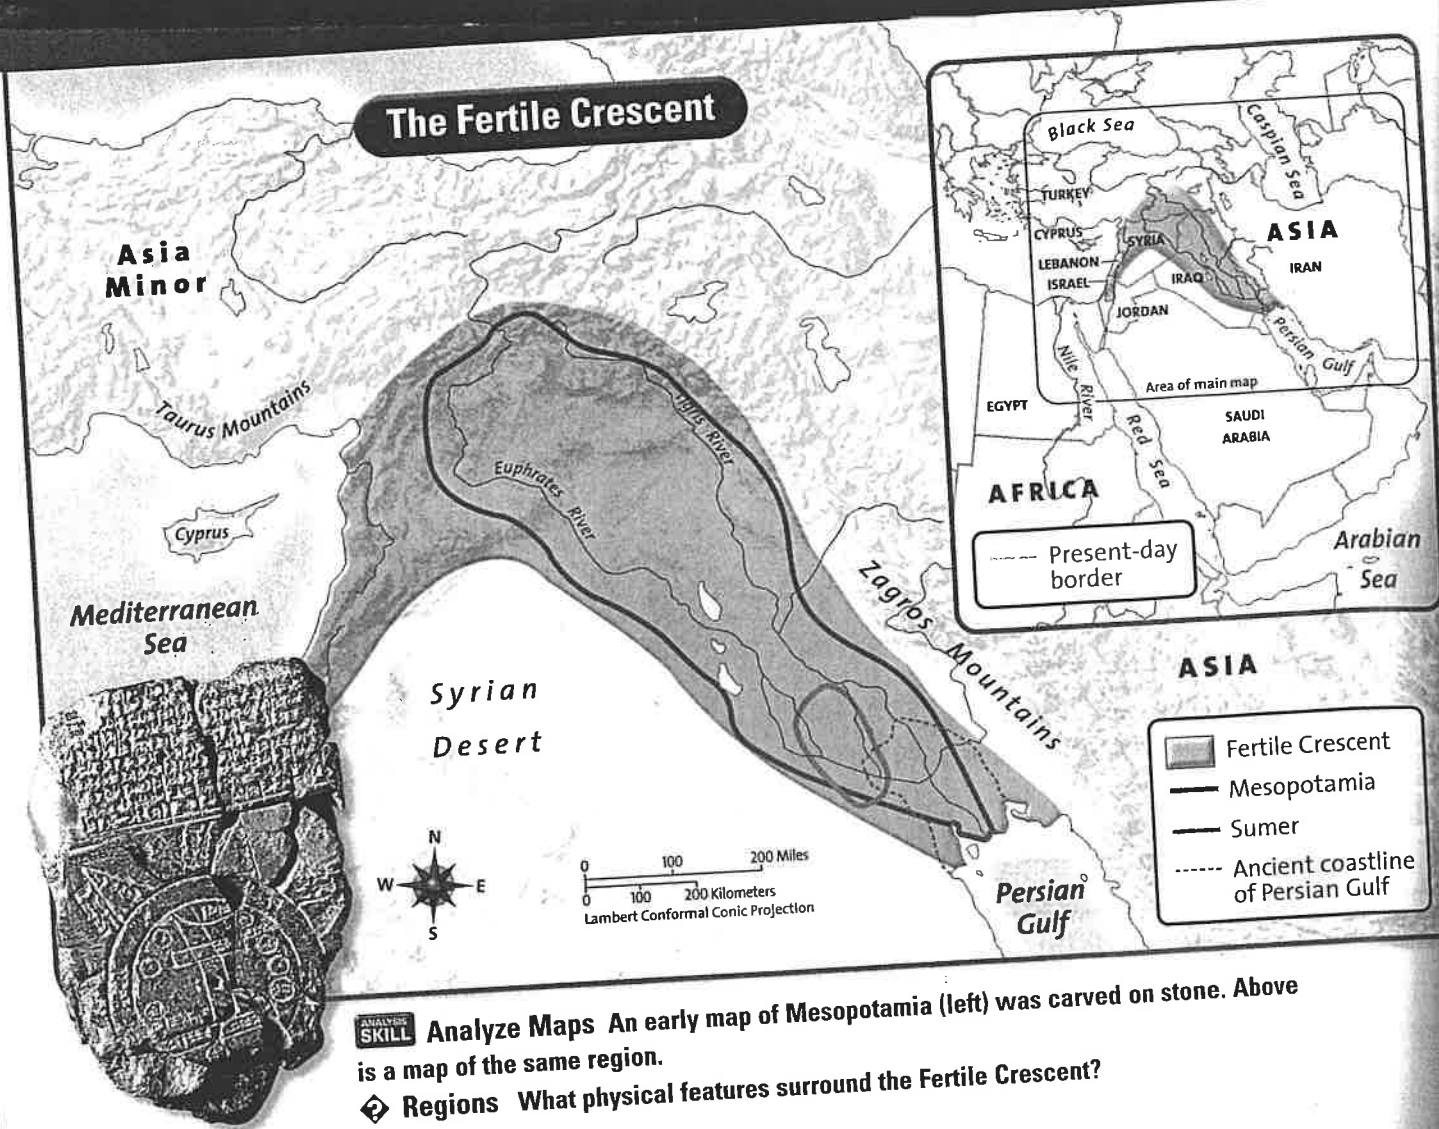 The Fertile Crescent
Asia
Minor
Taurus Mountains
Cyprus
Mediterranean
Sea
Euphrates
River
Tigris River
Syrian
Desert
Zagros Mountains
ASIA
Persian
Gulf
N
W
E
S
0 100 200 Miles
0 100 200 Kilometers
Lambert Conformal Conic Projection
Black Sea
Caspian Sea
TURKEY
CYPRUS
SYRIA
LEBANON
ISRAEL
IRAQ
JORDAN
ASIA
IRAN
Persian Gulf
Nile River
Area of main map
EGYPT
Red Sea
SAUDI
ARABIA
AFRICA
Arabian
Sea
Present-day
border
Fertile Crescent
Mesopotamia
Sumer
Ancient coastline
of Persian Gulf
ANALYSIS
SKILL
Analyze Maps An early map of Mesopotamia (left) was carved on stone. Above
is a map of the same region.
? Regions What physical features surround the Fertile Crescent?